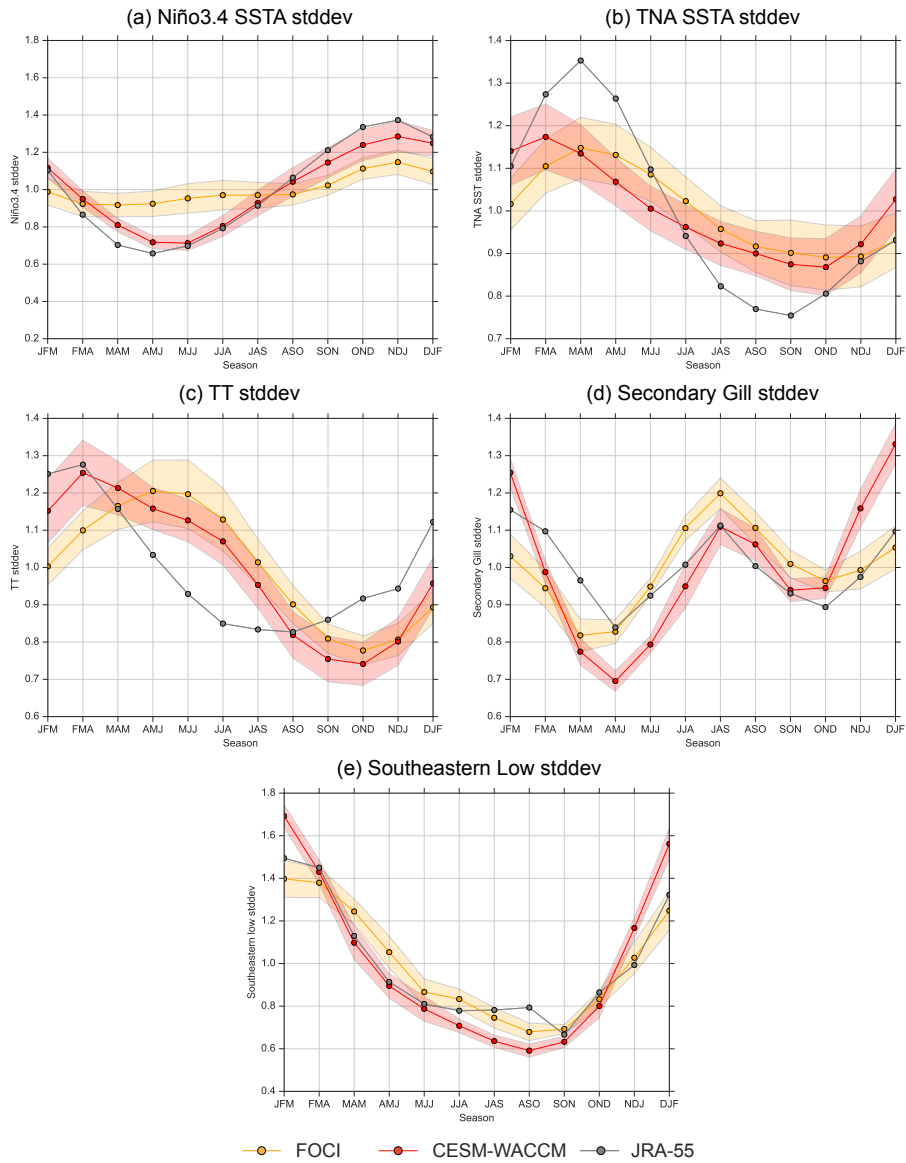 (a) Niño3.4 SSTA stddev
(b) TNA SSTA stddev
Niño3.4 stddev
1.8
1.6
1.4
1.2
1.0
0.8
0.6
0.4
0.2
JFM FMA MAM AMJ MJJ JJA JAS ASO SON OND NDJ DJF
Season
TNA SST stddev
1.4
1.3
1.2
1.1
1.0
0.9
0.8
0.7
JFM FMA MAM AMJ MJJ JJA JAS ASO SON OND NDJ DJF
Season
(c) TT stddev
(d) Secondary Gill stddev
TT stddev
1.4
1.3
1.2
1.1
1.0
0.9
0.8
0.7
0.6
JFM FMA MAM AMJ MJJ JJA JAS ASO SON OND NDJ DJF
Season
Secondary Gill stddev
1.4
1.3
1.2
1.1
1.0
0.9
0.8
0.7
0.6
JFM FMA MAM AMJ MJJ JJA JAS ASO SON OND NDJ DJF
Season
(e) Southeastern Low stddev
Southeastern low stddev
1.8
1.6
1.4
1.2
1.0
0.8
0.6
0.4
JFM FMA MAM AMJ MJJ JJA JAS ASO SON OND NDJ DJF
Season
FOCI CESM-WACCM JRA-55